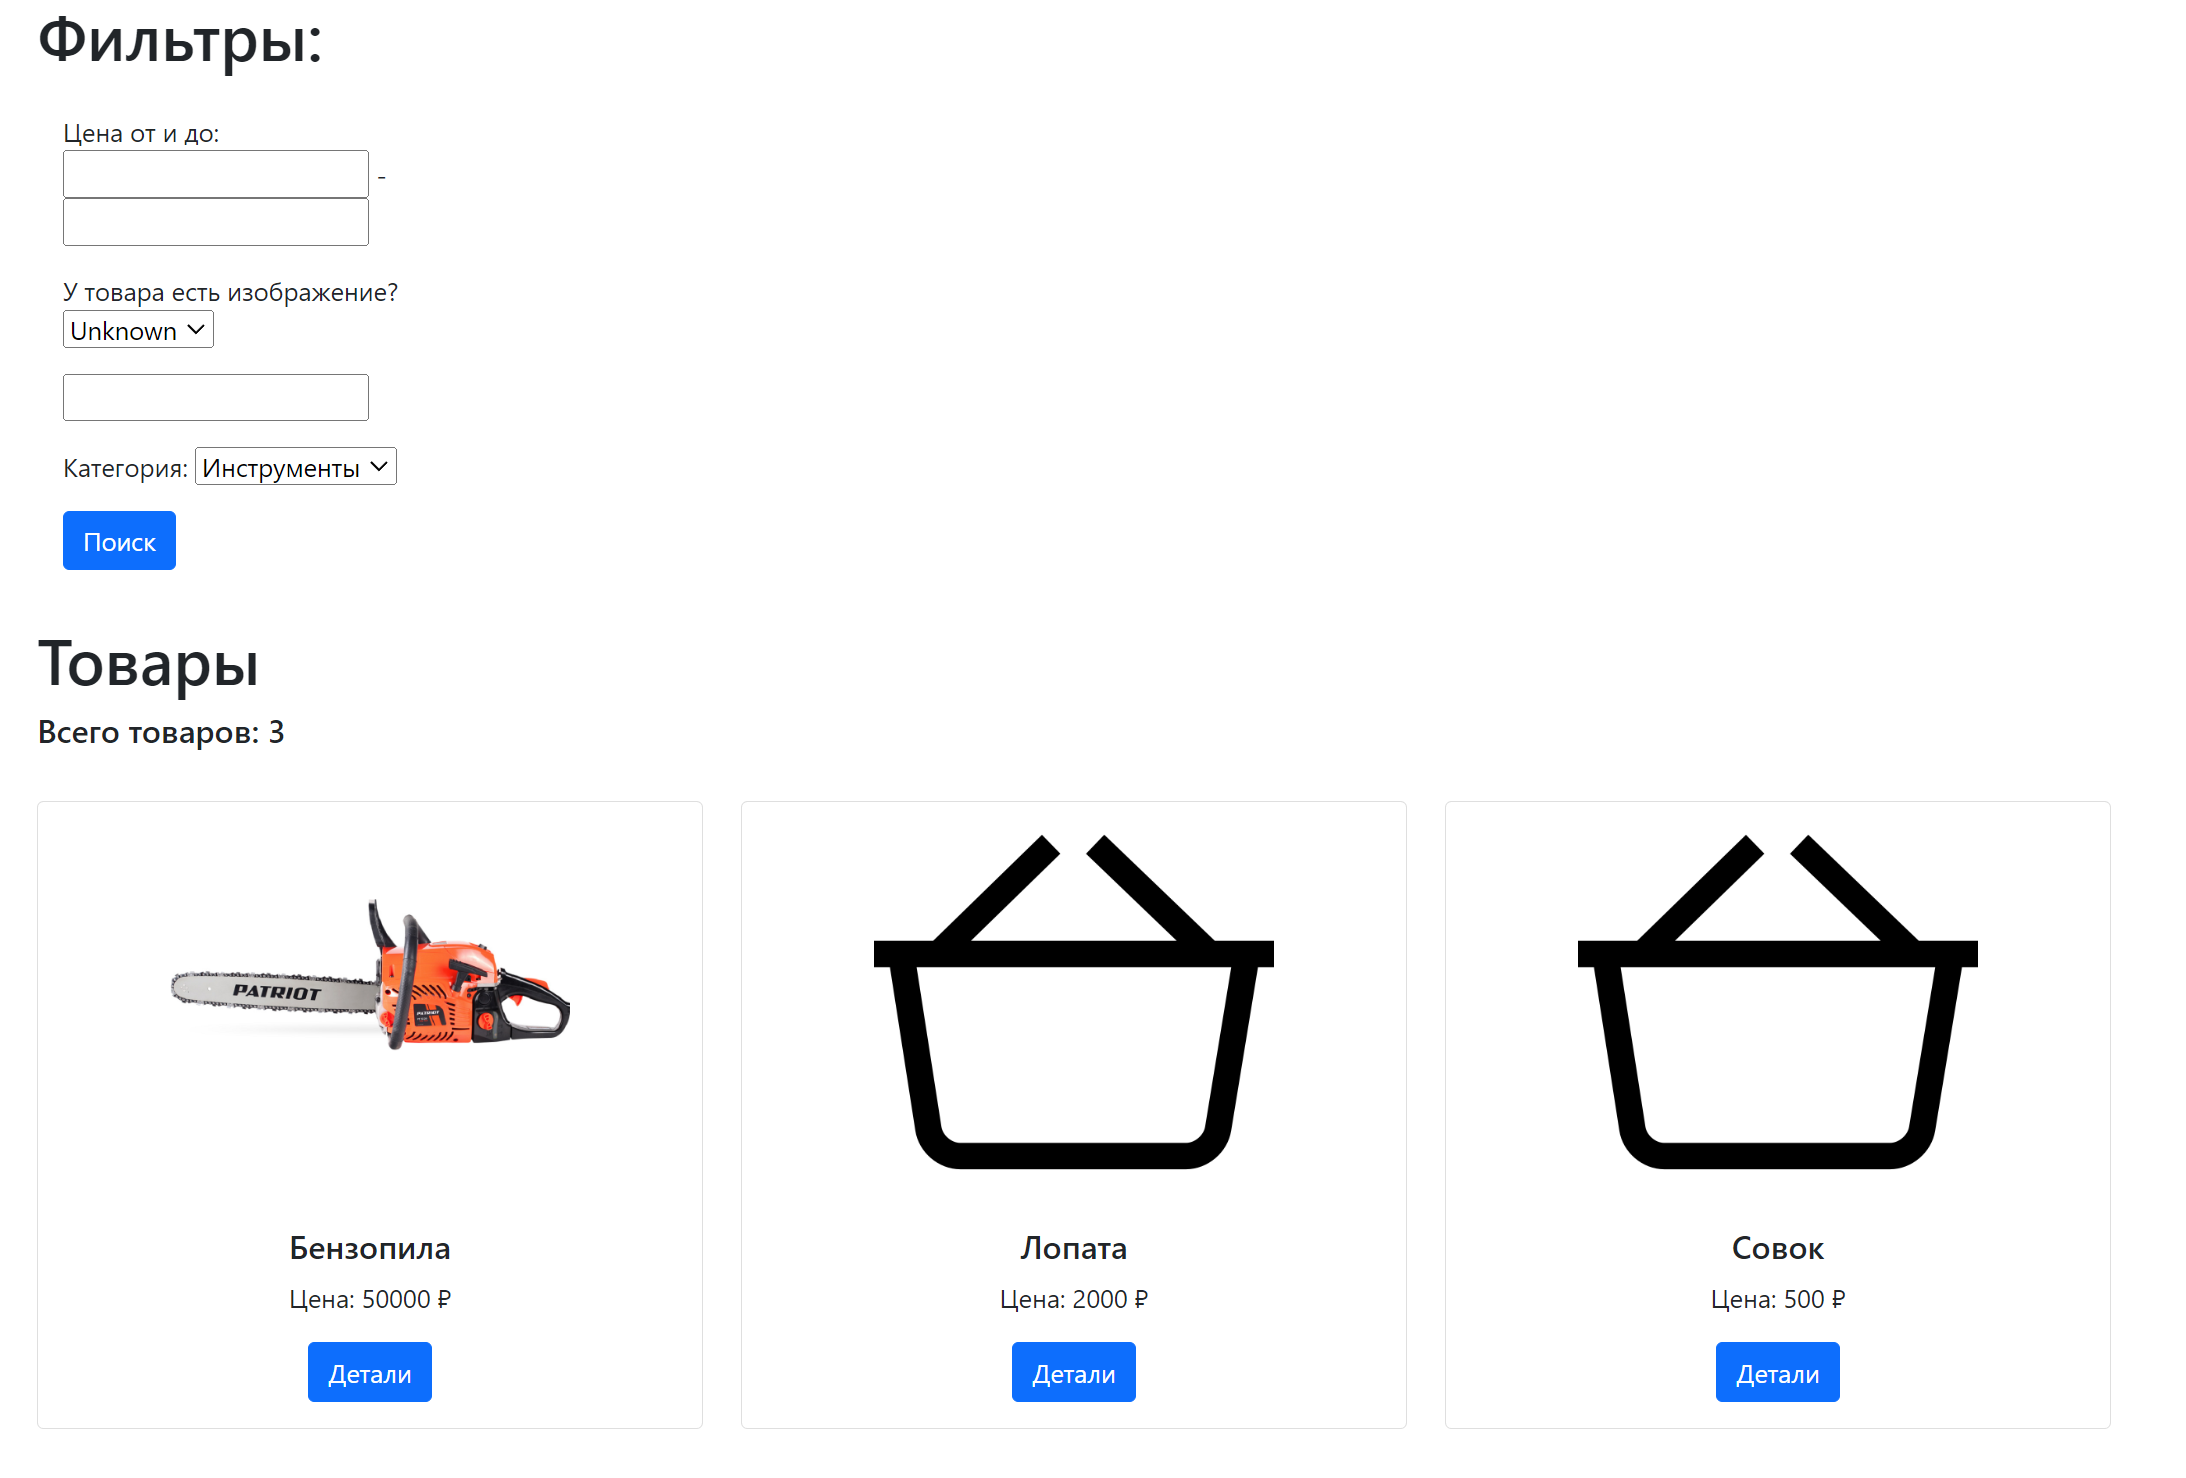 Фильтры:
Цена от и до:
-
У товара есть изображение?
Unknown
Категория: Инструменты
Поиск
Товары
Всего товаров: 3
PATRIOT
PATRIOT
Бензопила
Цена: 50000 ₽
Детали
Лопата
Цена: 2000 ₽
Детали
Совок
Цена: 500 ₽
Детали